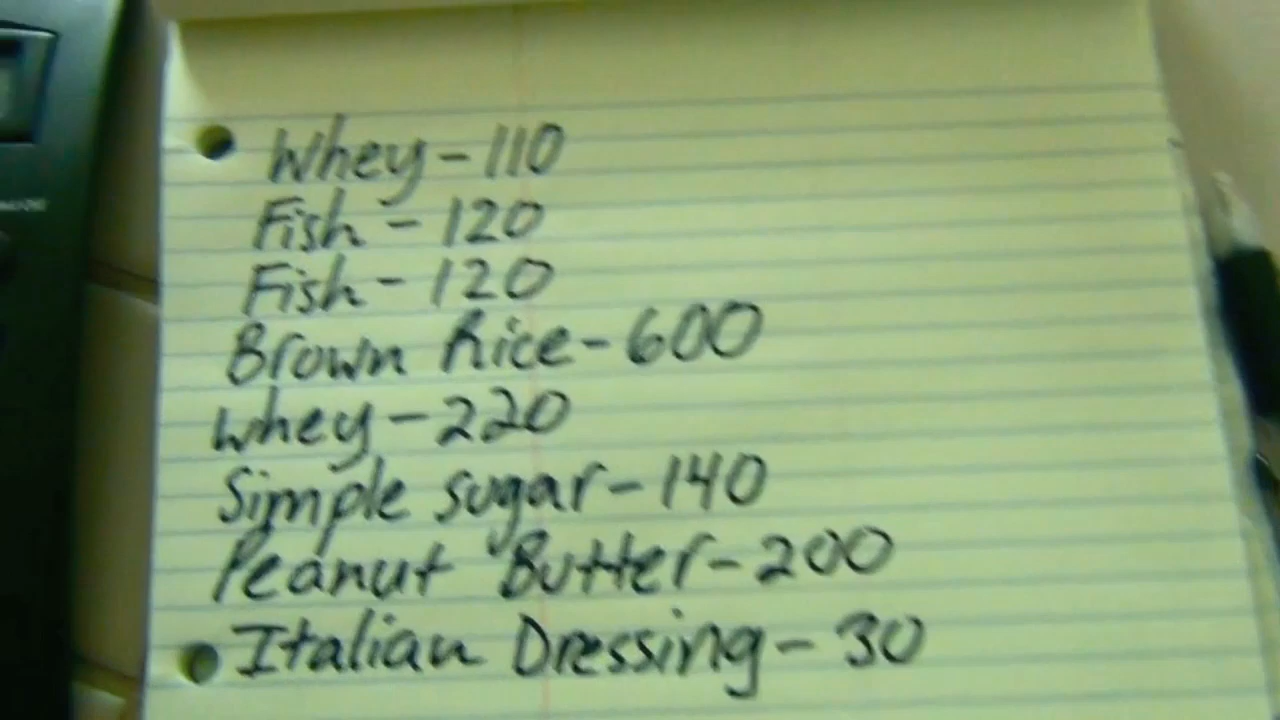 Whey-110
Fish-120
Fish-120
Brown Rice-600
whey-220
Simple sugar-140
Peanut Butter-200
Italian Dressing-30